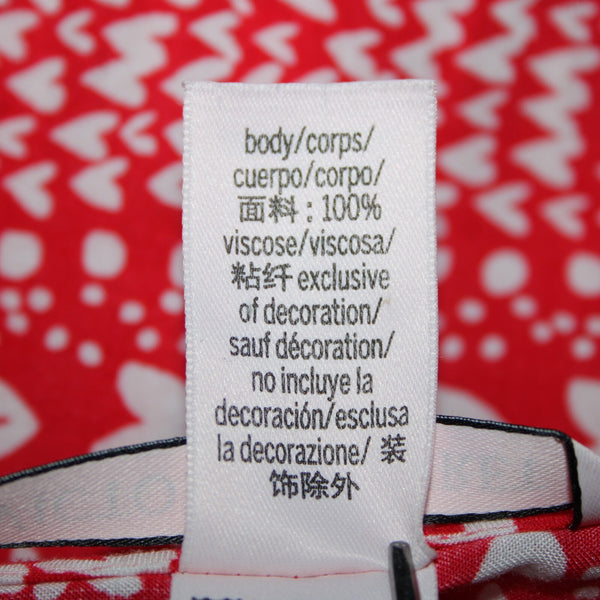 body/corps/
cuerpo/corpo/
面料 : 100%
viscose/viscosa/
粘纤 exclusive
of decoration/
sauf décoration/
no incluye la
decoración/esclusa
la decorazione/ 装
饰除外